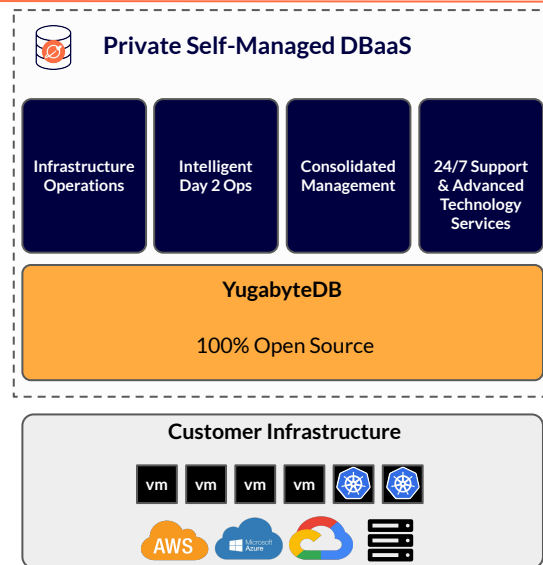 Private Self-Managed DBaaS
Infrastructure
Operations
Intelligent
Day 2 Ops
Consolidated
Management
24/7 Support
& Advanced
Technology
Services
YugabyteDB
100% Open Source
Customer Infrastructure
vm vm vm vm
AWS
Microsoft
Azure